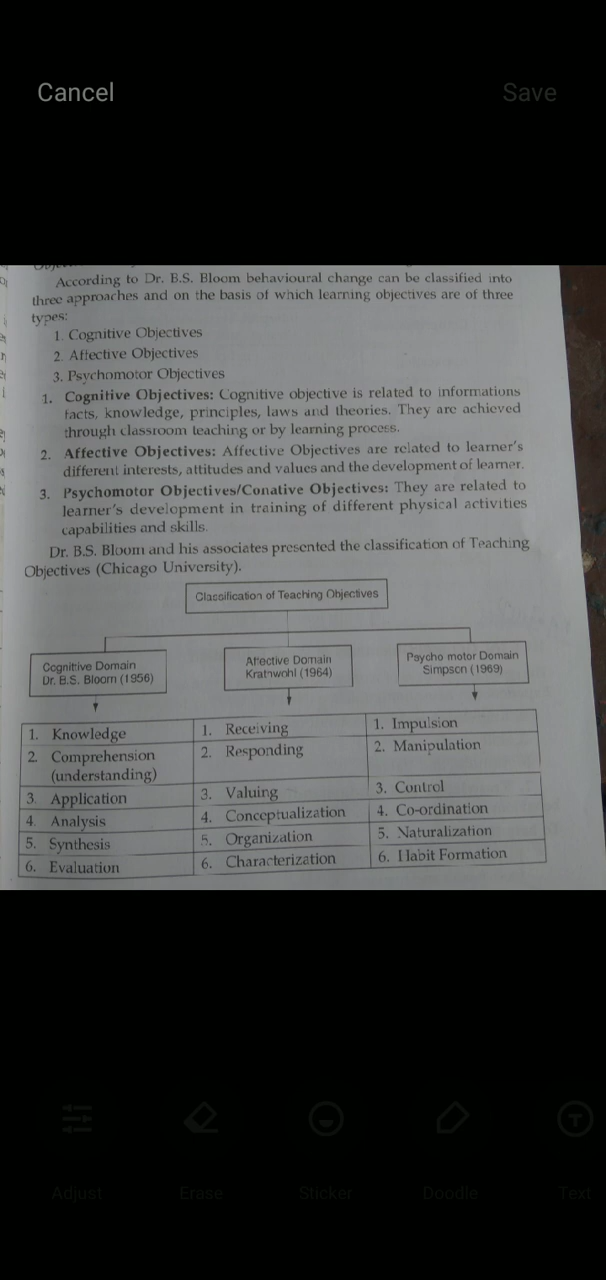 Cancel
Save
According to Dr. B.S. Bloom behavioural change can be classified into
three approaches and on the basis of which learning objectives are of three
types:
1. Cognitive Objectives
2. Affective Objectives
3. Psychomotor Objectives
1. Cognitive Objectives: Cognitive objective is related to informations
facts, knowledge, principles, laws and theories. They are achieved
through classroom teaching or by learning process.
2. Affective Objectives: Affective Objectives are related to learner's
different interests, attitudes and values and the development of learner.
3. Psychomotor Objectives/Conative Objectives: They are related to
learner's development in training of different physical activities
capabilities and skills.
Dr. B.S. Bloom and his associates presented the classification of Teaching
Objectives (Chicago University).
Classification of Teaching Objectives
Cognitive Domain
Dr. B.S. Bloom (1956)
Affective Domain
Krathwohl (1964)
Psycho motor Domain
Simpson (1969)
1. Knowledge
1. Receiving
1. Impulsion
2. Comprehension
(understanding)
2. Responding
2. Manipulation
3. Application
3. Valuing
3. Control
4. Analysis
4. Conceptualization
4. Co-ordination
5. Synthesis
5. Organization
5. Naturalization
6. Evaluation
6. Characterization
6. Habit Formation
Adjust
Erase
Sticker
Doodle
Text